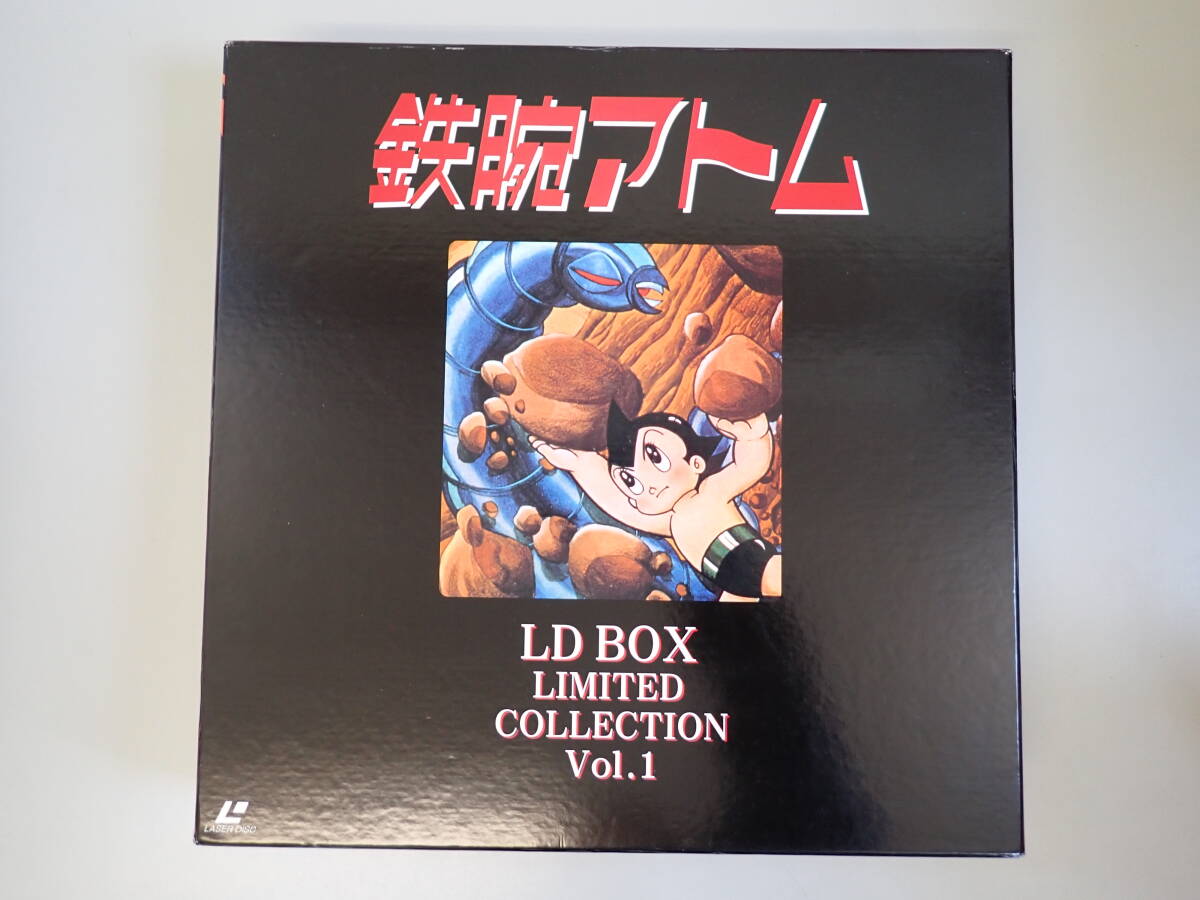 鉄腕アトム
LD BOX
LIMITED
COLLECTION
Vol.1
LASER DISC